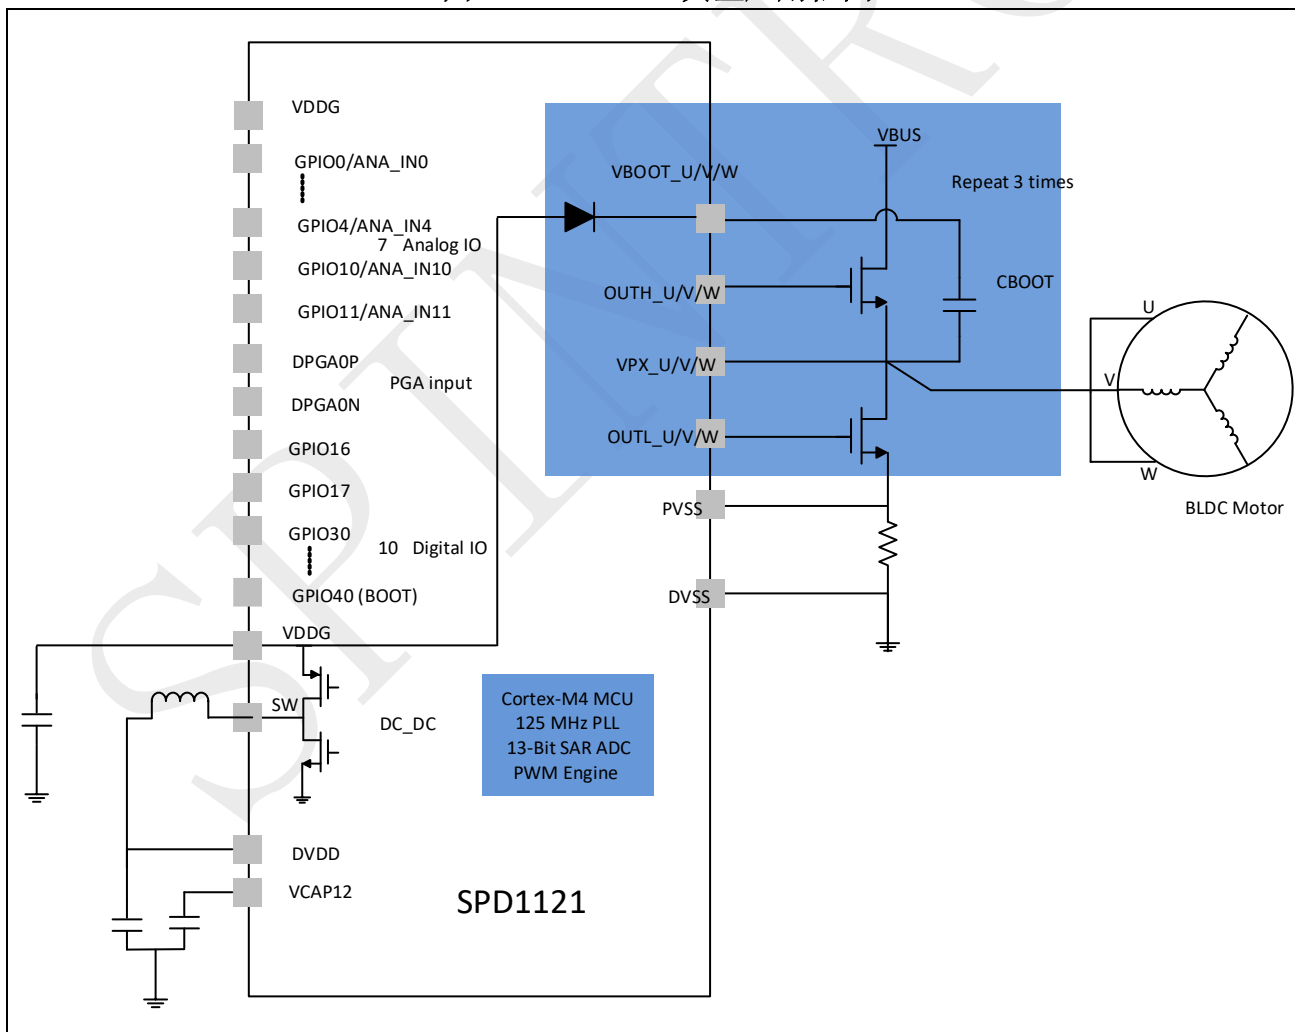 VDDG
GPIO0/ANA_IN0
GPIO4/ANA_IN4
7 Analog IO
GPIO10/ANA_IN10
GPIO11/ANA_IN11
DPGA0P
PGA input
DPGA0N
GPIO16
GPIO17
GPIO30
10 Digital IO
GPIO40 (BOOT)
VDDG
SW
DC_DC
DVDD
VCAP12
SPD1121
Cortex-M4 MCU
125 MHz PLL
13-Bit SAR ADC
PWM Engine
VBUS
VBOOT_U/V/W
Repeat 3 times
OUTH_U/V/W
CBOOT
VPX_U/V/W
OUTL_U/V/W
PVSS
DVSS
U
V
W
BLDC Motor